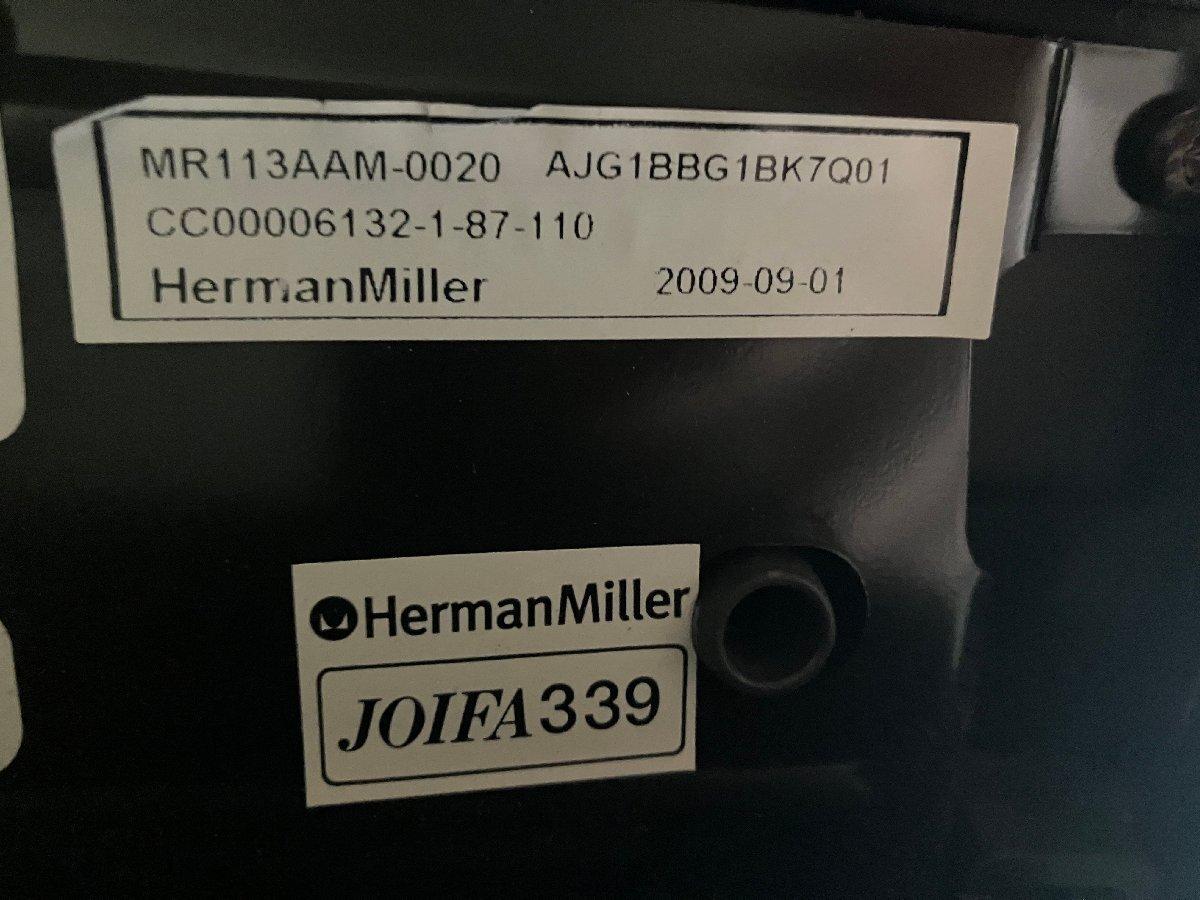 MR113AAM-0020 AJG1BBG1BK7Q01
CC00006132-1-87-110
HermanMiller 2009-09-01
HermanMiller
JOIFA339